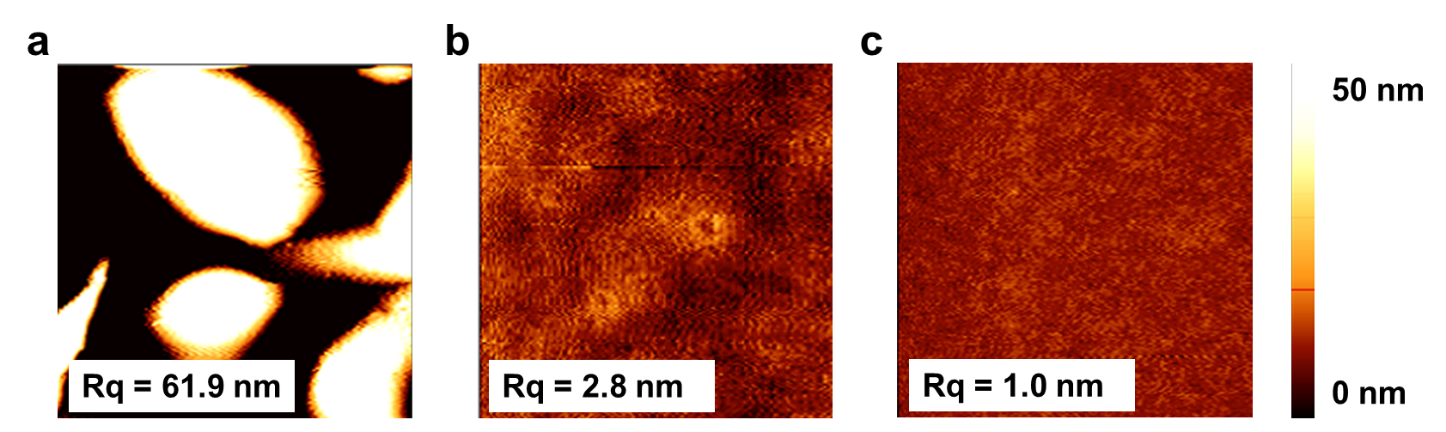 a
b
c
50 nm
Rq = 61.9 nm
Rq = 2.8 nm
Rq = 1.0 nm
0 nm